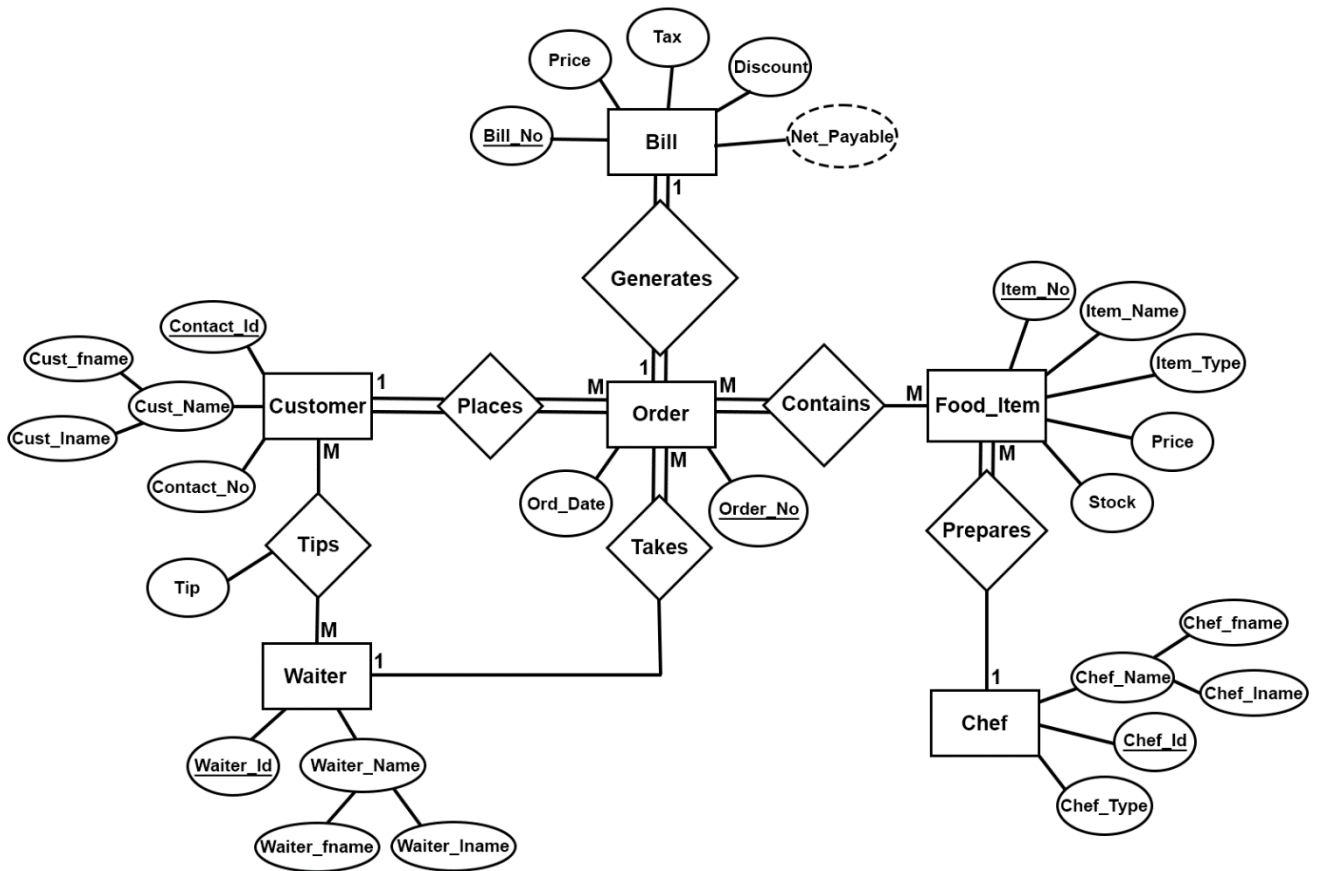 Tax
Price
Discount
Bill_No
Bill
Net_Payable
1
Generates
Item_No
Item_Name
Contact_Id
Cust_fname
Item_Type
1
1
M
M
M
Cust_Name
Customer
Places
Order
Contains
Food_Item
Cust_lname
Price
M
M
M
Contact_No
Ord_Date
Order_No
Stock
Tips
Takes
Prepares
Tip
Chef_fname
M
1
1
Waiter
Chef_Name
Chef_lname
Chef
Chef_Id
Waiter_Id
Waiter_Name
Chef_Type
Waiter_fname
Waiter_lname